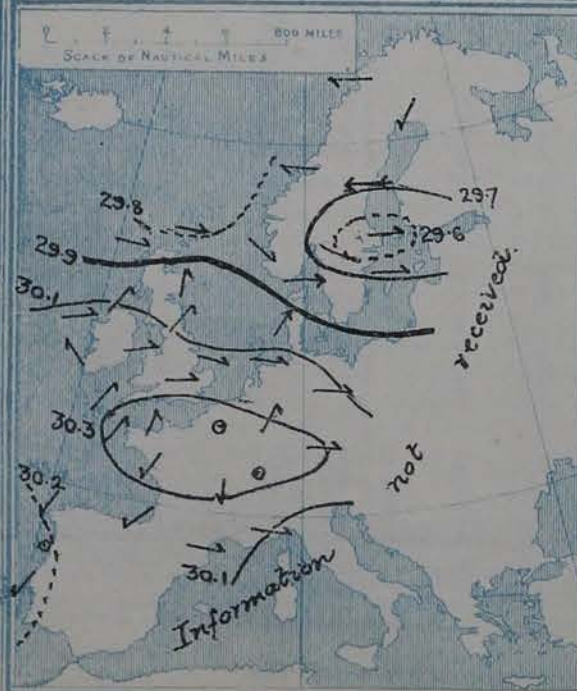 800 MILES
SCALE OF NAUTICAL MILES
29.8
29.7
29.6
29.9
30.1
30.3
30.2
30.1
Information
not
received.